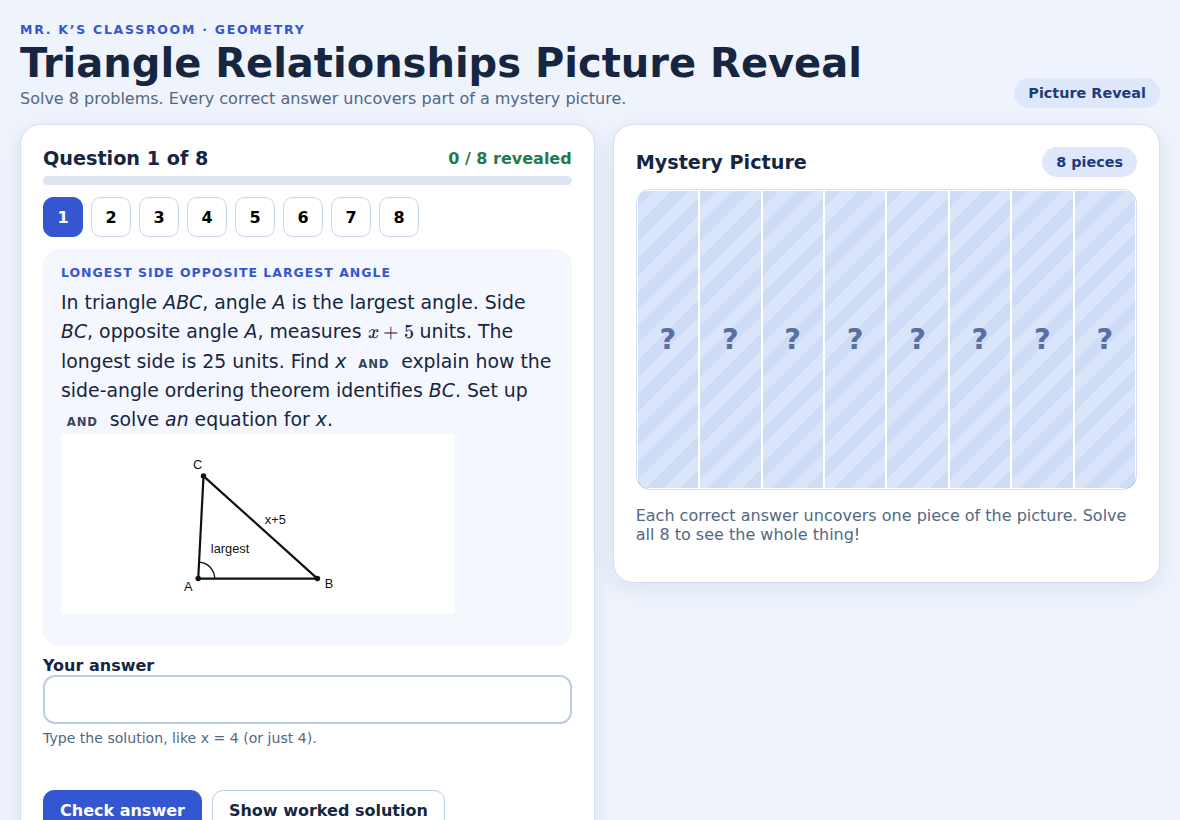 MR. K’S CLASSROOM · GEOMETRY
Triangle Relationships Picture Reveal
Solve 8 problems. Every correct answer uncovers part of a mystery picture.
Picture Reveal
Question 1 of 8
0 / 8 revealed
1 2 3 4 5 6 7 8
LONGEST SIDE OPPOSITE LARGEST ANGLE
In triangle ABC, angle A is the largest angle. Side
BC, opposite angle A, measures x + 5 units. The
longest side is 25 units. Find x AND explain how the
side-angle ordering theorem identifies BC. Set up
AND solve an equation for x.
C
x+5
largest
A
B
Your answer
Type the solution, like x = 4 (or just 4).
Check answer
Show worked solution
Mystery Picture
8 pieces
? ? ? ? ? ? ? ?
Each correct answer uncovers one piece of the picture. Solve
all 8 to see the whole thing!